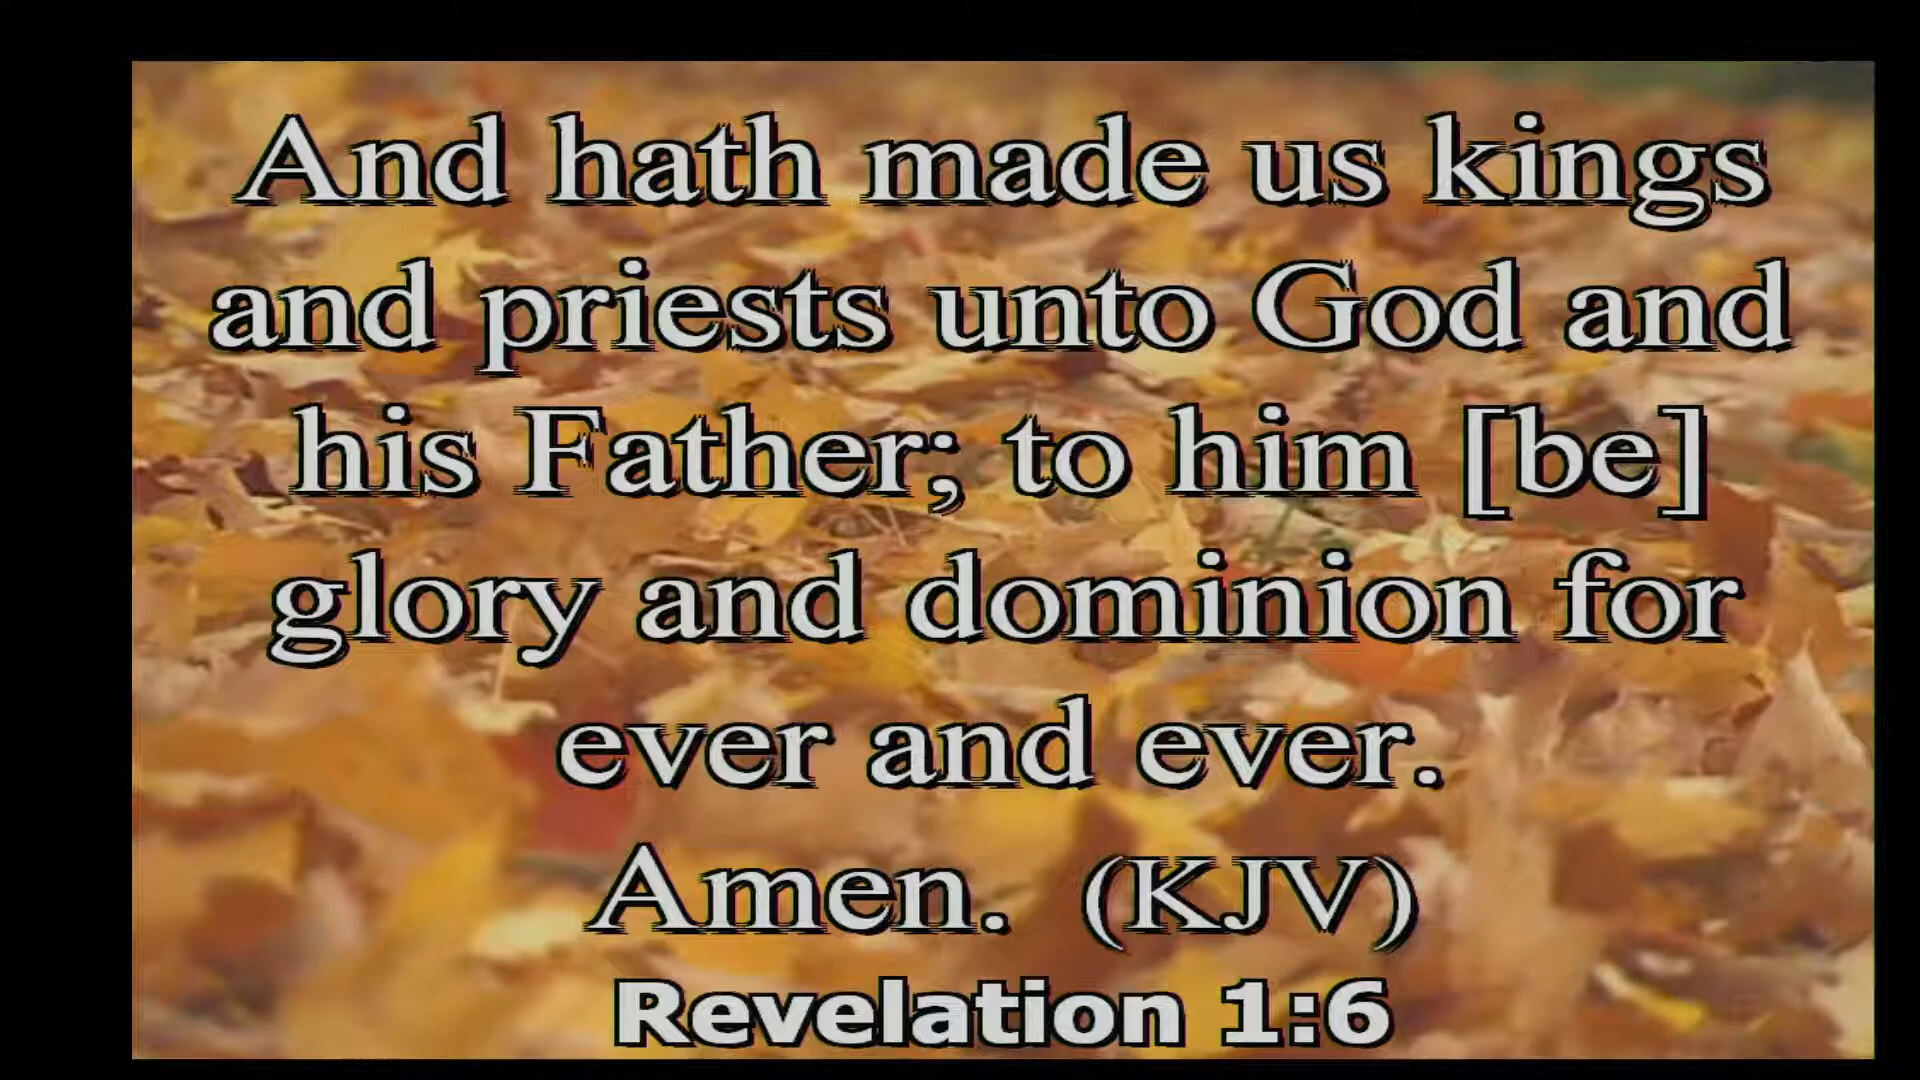 And hath made us kings
and priests unto God and
his Father; to him [be]
glory and dominion for
ever and ever.
Amen.  (KJV)
Revelation 1:6